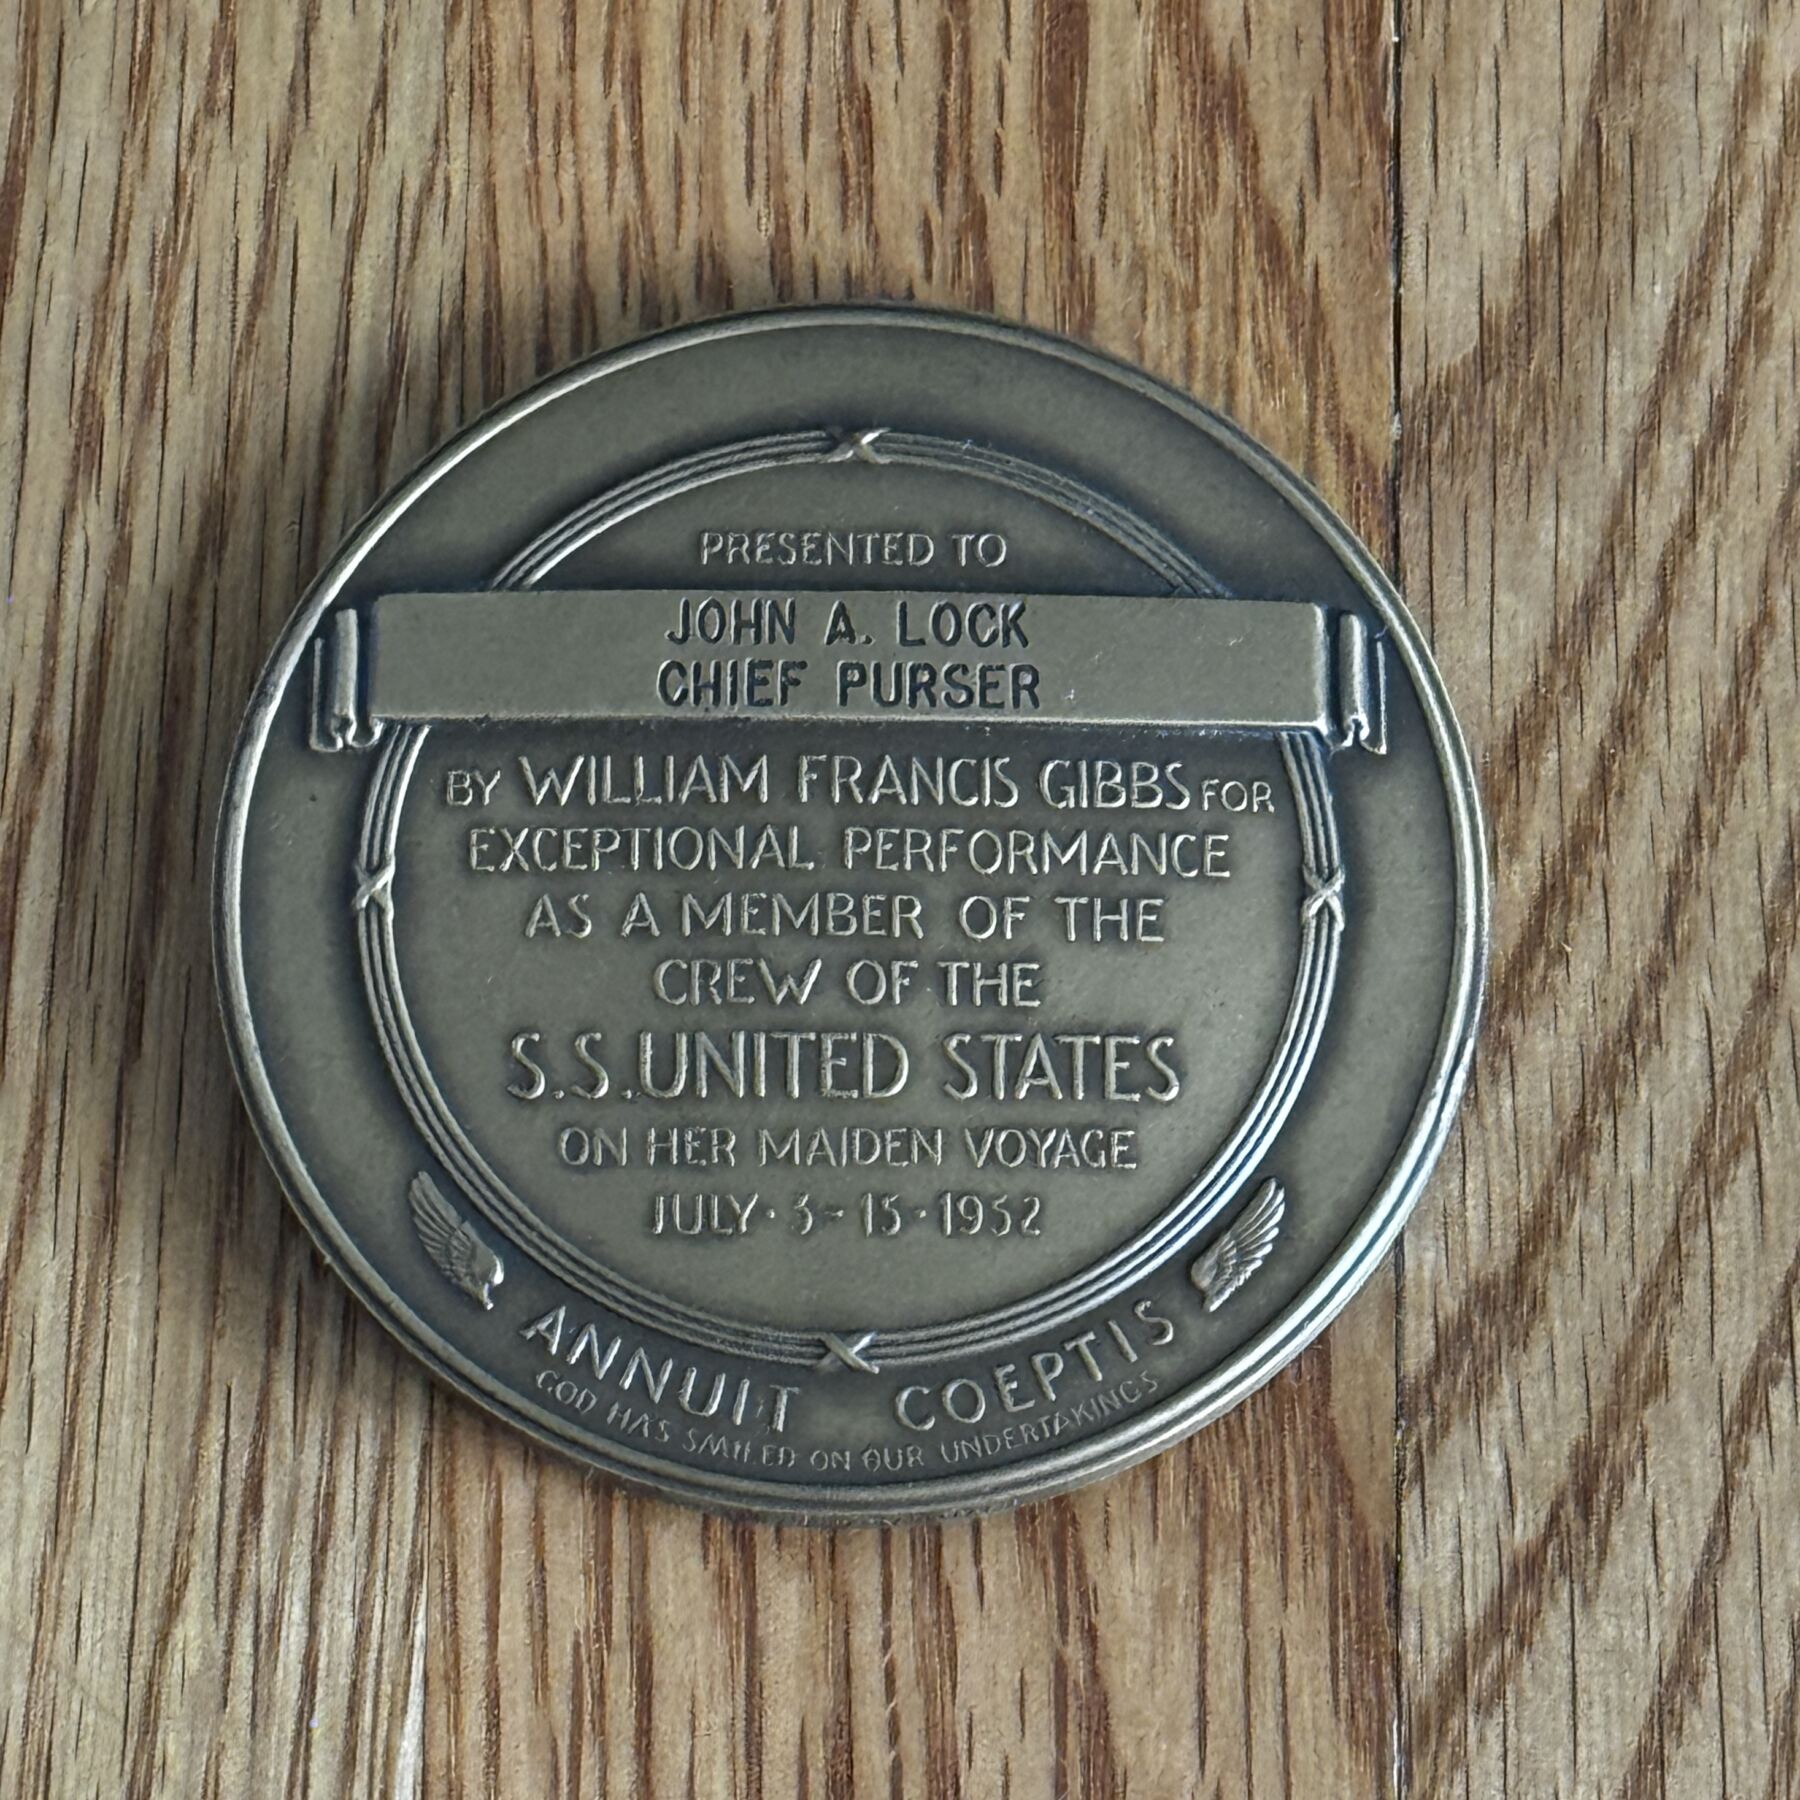 PRESENTED TO
JOHN A. LOCK
CHIEF PURSER
BY WILLIAM FRANCIS GIBBS FOR
EXCEPTIONAL PERFORMANCE
AS A MEMBER OF THE
CREW OF THE
S.S. UNITED STATES
ON HER MAIDEN VOYAGE
JULY · 3 - 15 · 1952
ANNUIT COEPTIS
GOD HAS SMILED ON OUR UNDERTAKINGS